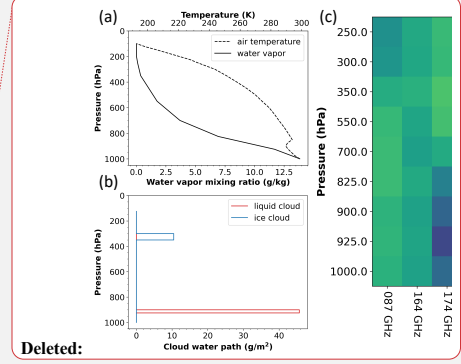 (a)
Temperature (K)
200 220 240 260 280 300
air temperature
water vapor
Pressure (hPa)
0
200
400
600
800
1000
0.0 2.5 5.0 7.5 10.0 12.5
Water vapor mixing ratio (g/kg)
(b)
liquid cloud
ice cloud
Pressure (hPa)
0
200
400
600
800
1000
0 10 20 30 40
Cloud water path (g/m²)
(c)
Pressure (hPa)
250.0
300.0
350.0
550.0
700.0
825.0
900.0
925.0
1000.0
087 GHz
164 GHz
174 GHz
Deleted: